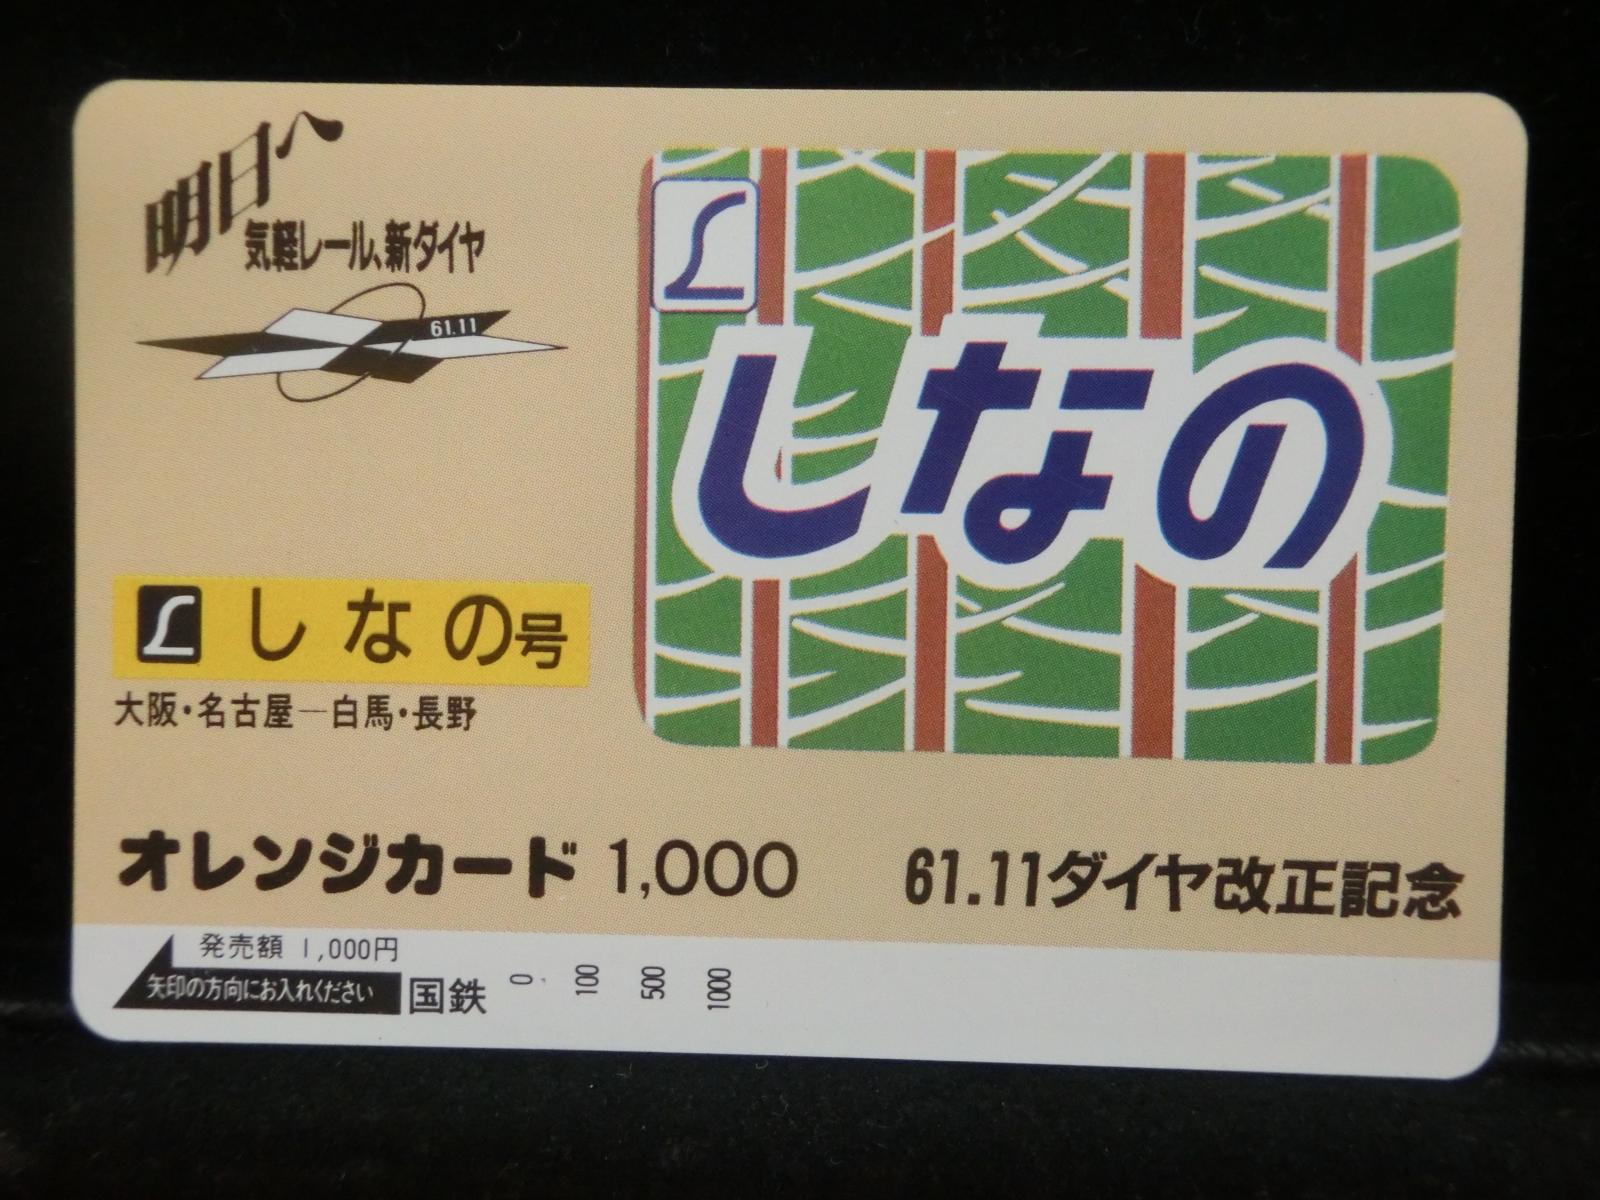 明日へ
気軽レール、新ダイヤ
61.11
L
しなの
L しなの号
大阪・名古屋―白馬・長野
オレンジカード 1,000
61.11ダイヤ改正記念
発売額 1,000円
矢印の方向にお入れください
国鉄 0 100 500 1000